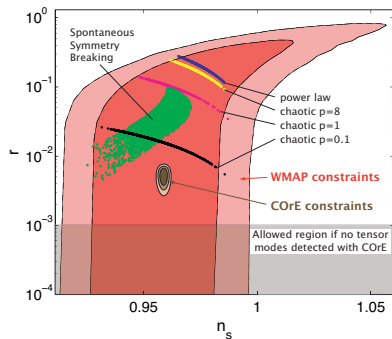 10⁰
10⁻¹
10⁻²
10⁻³
10⁻⁴
r
Spontaneous
Symmetry
Breaking
power law
chaotic p=8
chaotic p=1
chaotic p=0.1
WMAP constraints
COrE constraints
Allowed region if no tensor
modes detected with COrE
0.95
1
1.05
n_s